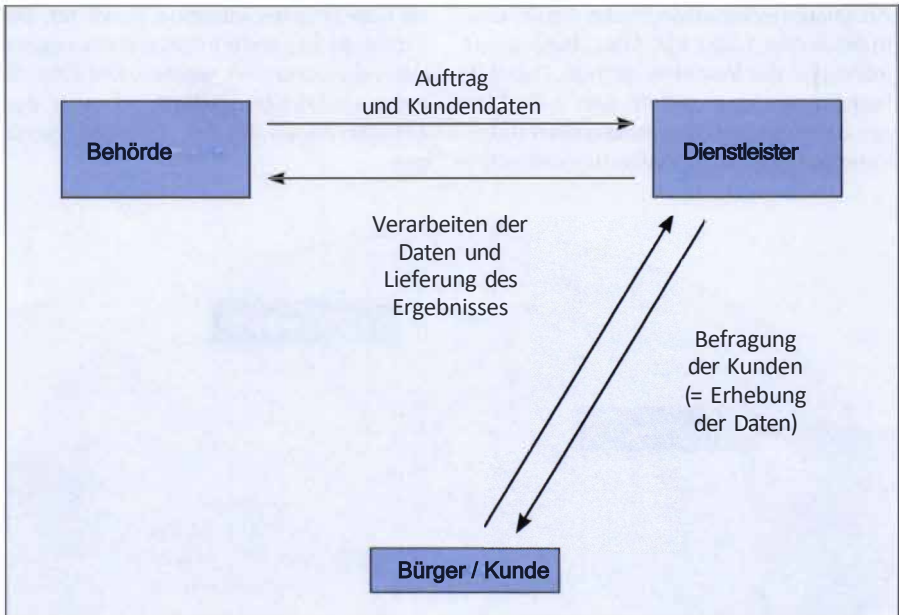 Auftrag
und Kundendaten
Behörde
Dienstleister
Verarbeiten der
Daten und
Lieferung des
Ergebnisses
Befragung
der Kunden
(= Erhebung
der Daten)
Bürger / Kunde